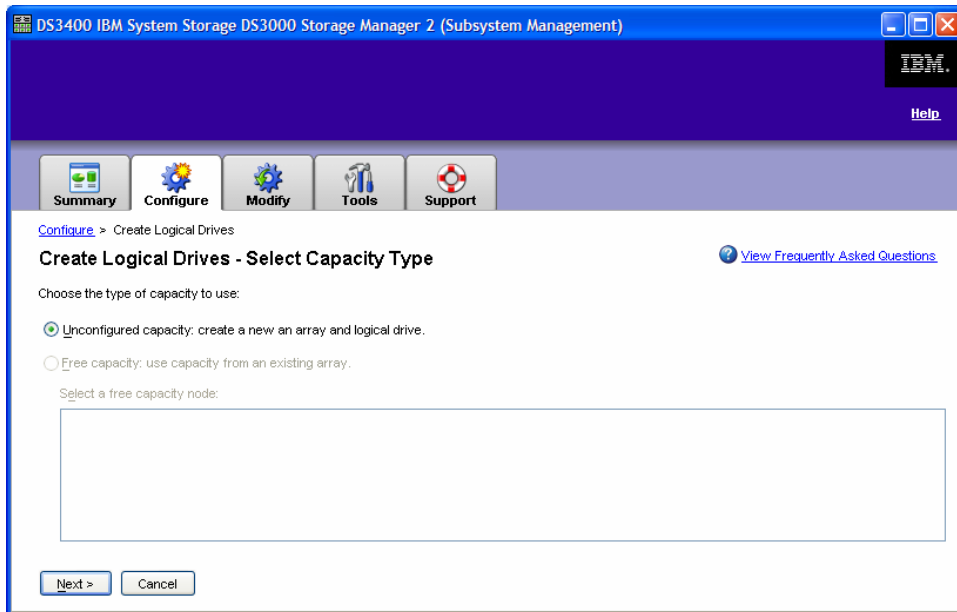 DS3400 IBM System Storage DS3000 Storage Manager 2 (Subsystem Management)
IBM.
Help
Summary Configure Modify Tools Support
Configure > Create Logical Drives
Create Logical Drives - Select Capacity Type
View Frequently Asked Questions
Choose the type of capacity to use:
Unconfigured capacity: create a new an array and logical drive.
Free capacity: use capacity from an existing array.
Select a free capacity node:
Next > Cancel